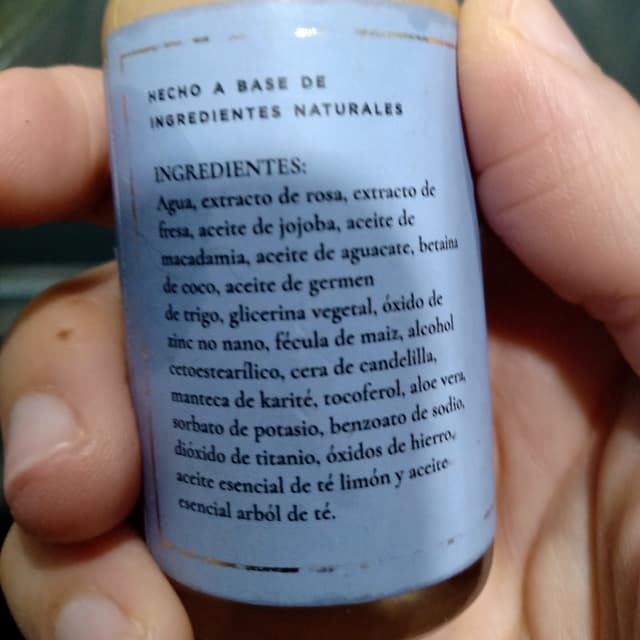 HECHO A BASE DE
INGREDIENTES NATURALES
INGREDIENTES:
Agua, extracto de rosa, extracto de
fresa, aceite de jojoba, aceite de
macadamia, aceite de aguacate, betaina
de coco, aceite de germen
de trigo, glicerina vegetal, óxido de
zinc no nano, fécula de maiz, alcohol
cetoestearílico, cera de candelilla,
manteca de karité, tocoferol, aloe vera,
sorbato de potasio, benzoato de sodio,
dióxido de titanio, óxidos de hierro,
aceite esencial de té limón y aceite
esencial arból de té.